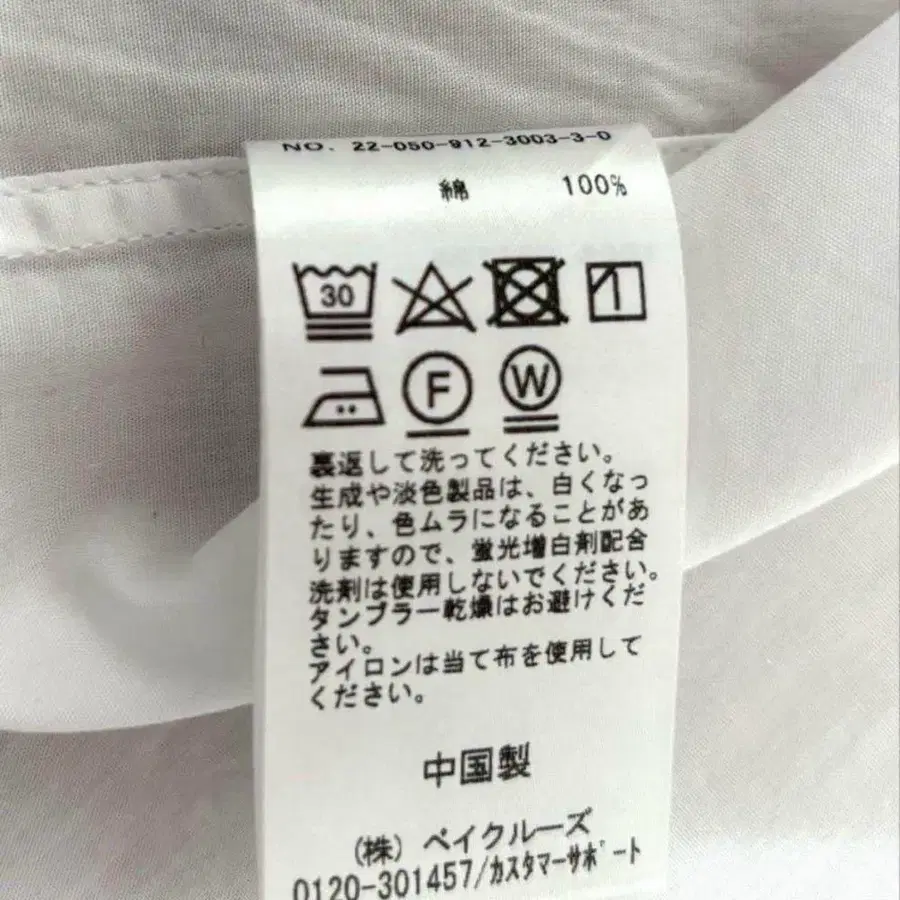 NO. 22-050-912-3003-3-0
綿 100%
30
F W
裏返して洗ってください。
生成や淡色製品は、白くなっ
たり、色ムラになることがあ
りますので、蛍光増白剤配合
洗剤は使用しないでください。
タンブラー乾燥はお避けくだ
さい。
アイロンは当て布を使用して
ください。
中国製
(株) ベイクルーズ
0120-301457/カスタマーサポート